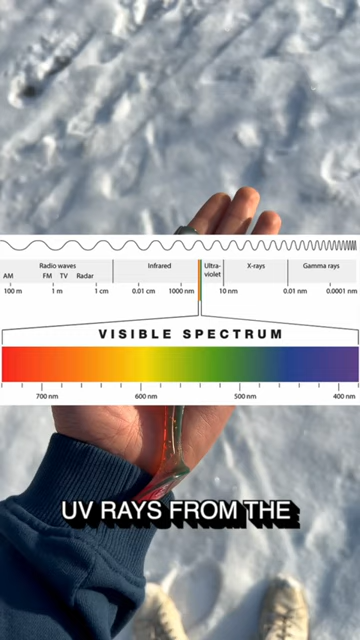 Radio waves Infrared Ultra-violet X-rays Gamma rays
AM FM TV Radar
100 m 1 m 1 cm 0.01 cm 1000 nm 10 nm 0.01 nm 0.0001 nm
VISIBLE SPECTRUM
700 nm 600 nm 500 nm 400 nm
UV RAYS FROM THE